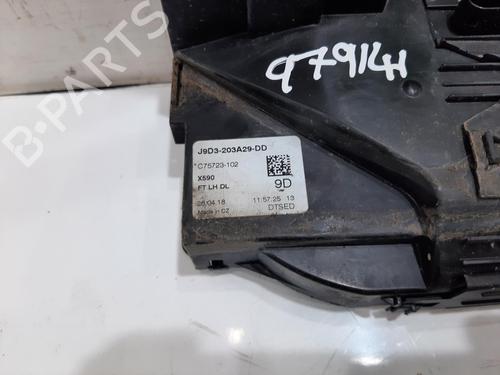 979141
J9D3-203A29-DD
*C75723-102
X590
FT LH DL
9D
26.04.18
11:57:25 13
Made in CZ
DTSED
B-PARTS